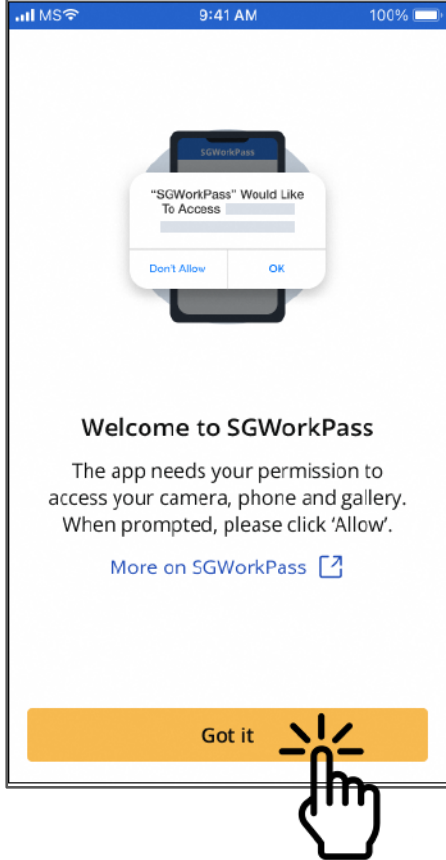 MS
9:41 AM
100%
SGWorkPass
"SGWorkPass" Would Like
To Access
Don't Allow
OK
Welcome to SGWorkPass
The app needs your permission to
access your camera, phone and gallery.
When prompted, please click ‘Allow’.
More on SGWorkPass
Got it